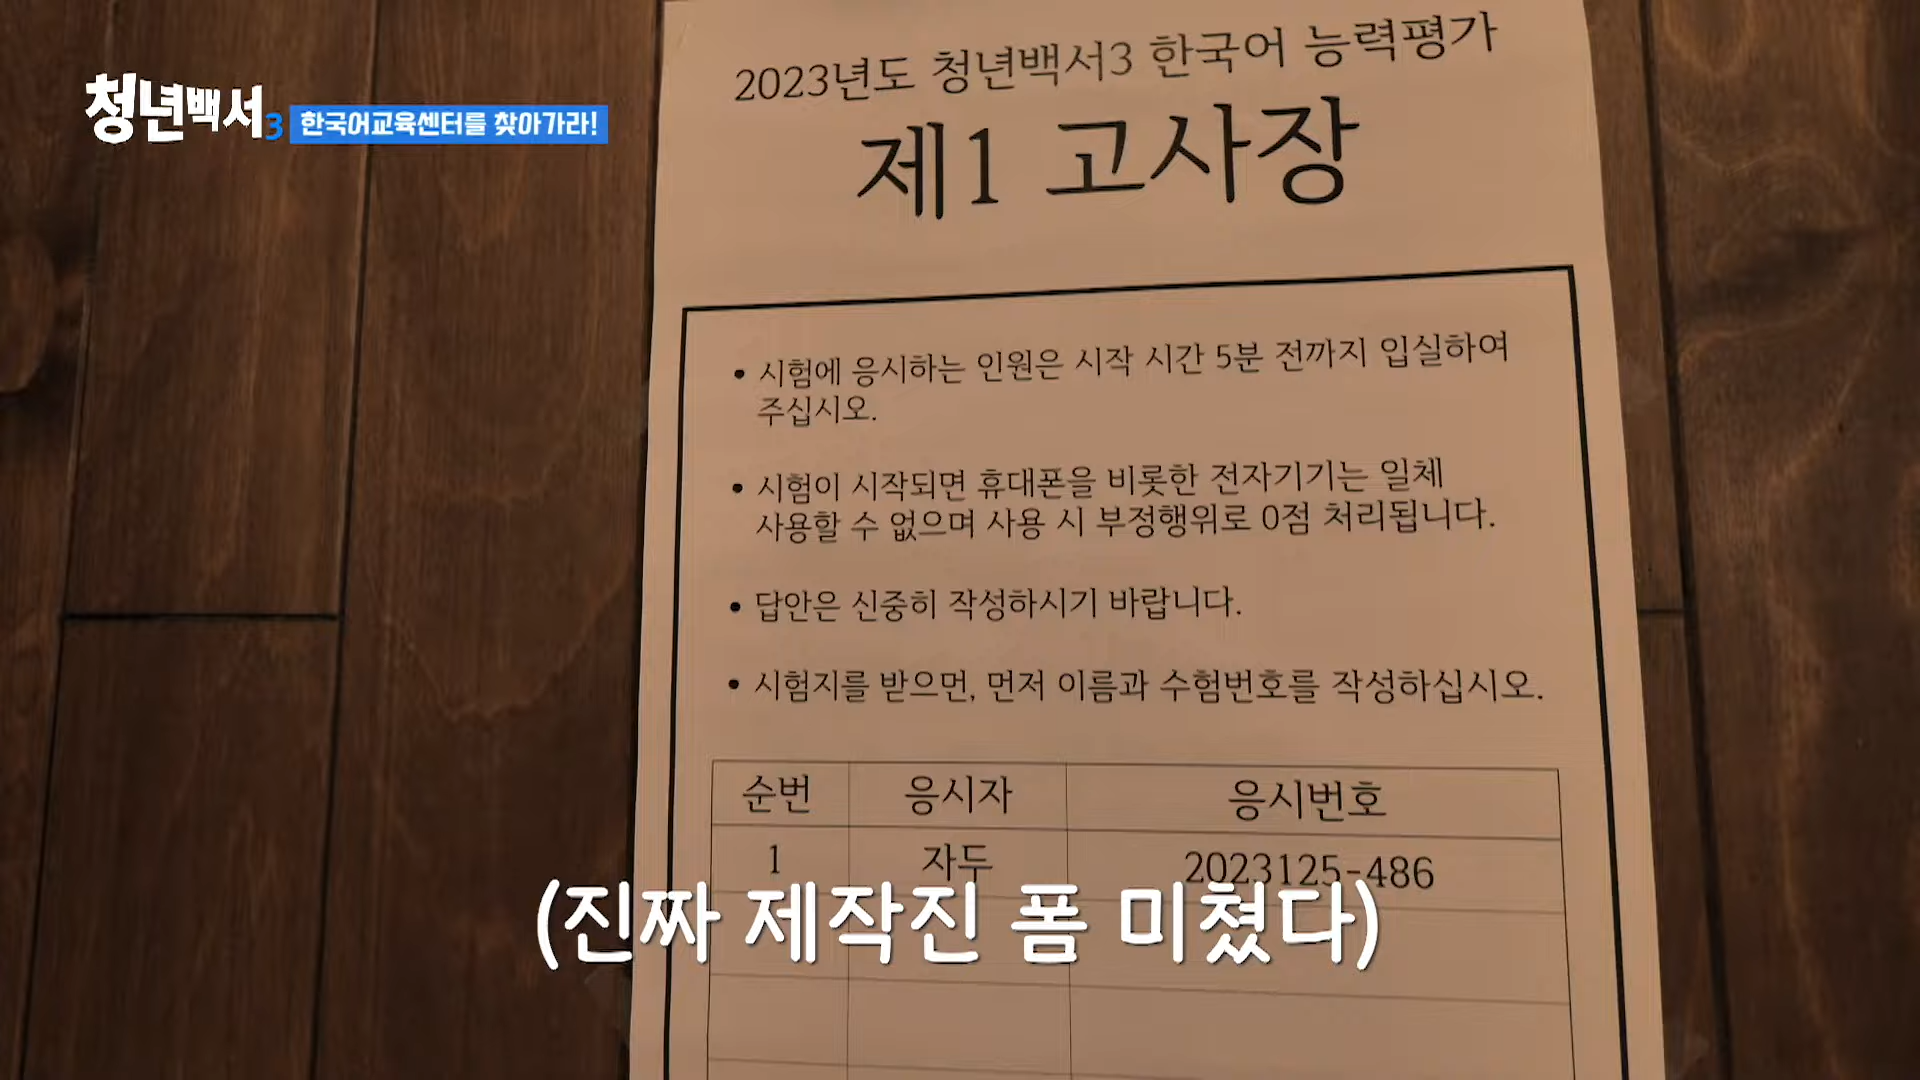 청년백서3 한국어교육센터를 찾아가라!
2023년도 청년백서3 한국어 능력평가
제1 고사장
• 시험에 응시하는 인원은 시작 시간 5분 전까지 입실하여
주십시오.
• 시험이 시작되면 휴대폰을 비롯한 전자기기는 일체
사용할 수 없으며 사용 시 부정행위로 0점 처리됩니다.
• 답안은 신중히 작성하시기 바랍니다.
• 시험지를 받으면, 먼저 이름과 수험번호를 작성하십시오.
순번 응시자 응시번호
1 자두 2023125-486
(진짜 제작진 폼 미쳤다)